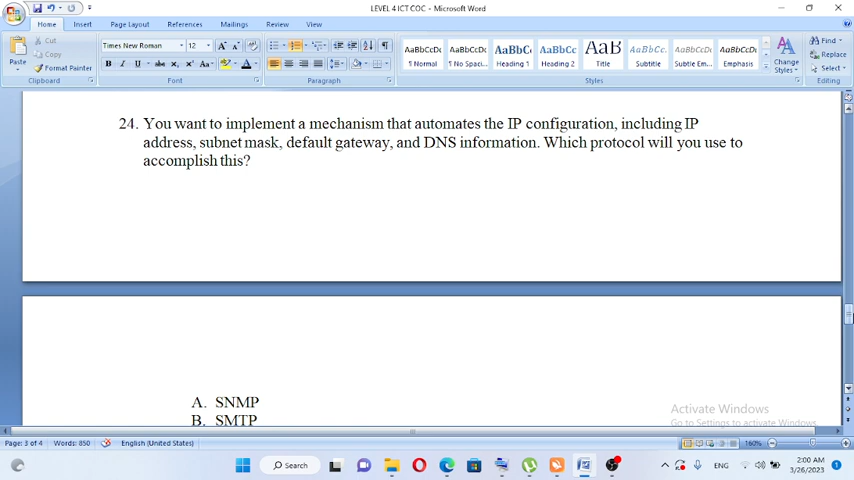 LEVEL 4 ICT COC - Microsoft Word
Home Insert Page Layout References Mailings Review View
Paste
Cut
Copy
Format Painter
Clipboard
Times New Roman 12
Font
Paragraph
AaBbCcDc AaBbCcDc AaBbC AaBbCc AaB AaBbCc. AaBbCcDc AaBbCcDc
¶ Normal ¶ No Spaci... Heading 1 Heading 2 Title Subtitle Subtle Em... Emphasis
Styles
Change Styles
Find
Replace
Select
Editing
24. You want to implement a mechanism that automates the IP configuration, including IP
address, subnet mask, default gateway, and DNS information. Which protocol will you use to
accomplish this?
A. SNMP
B. SMTP
Activate Windows
Go to Settings to activate Windows.
Page: 3 of 4 Words: 850 English (United States) 160%
Search
ENG
2:00 AM
3/26/2023